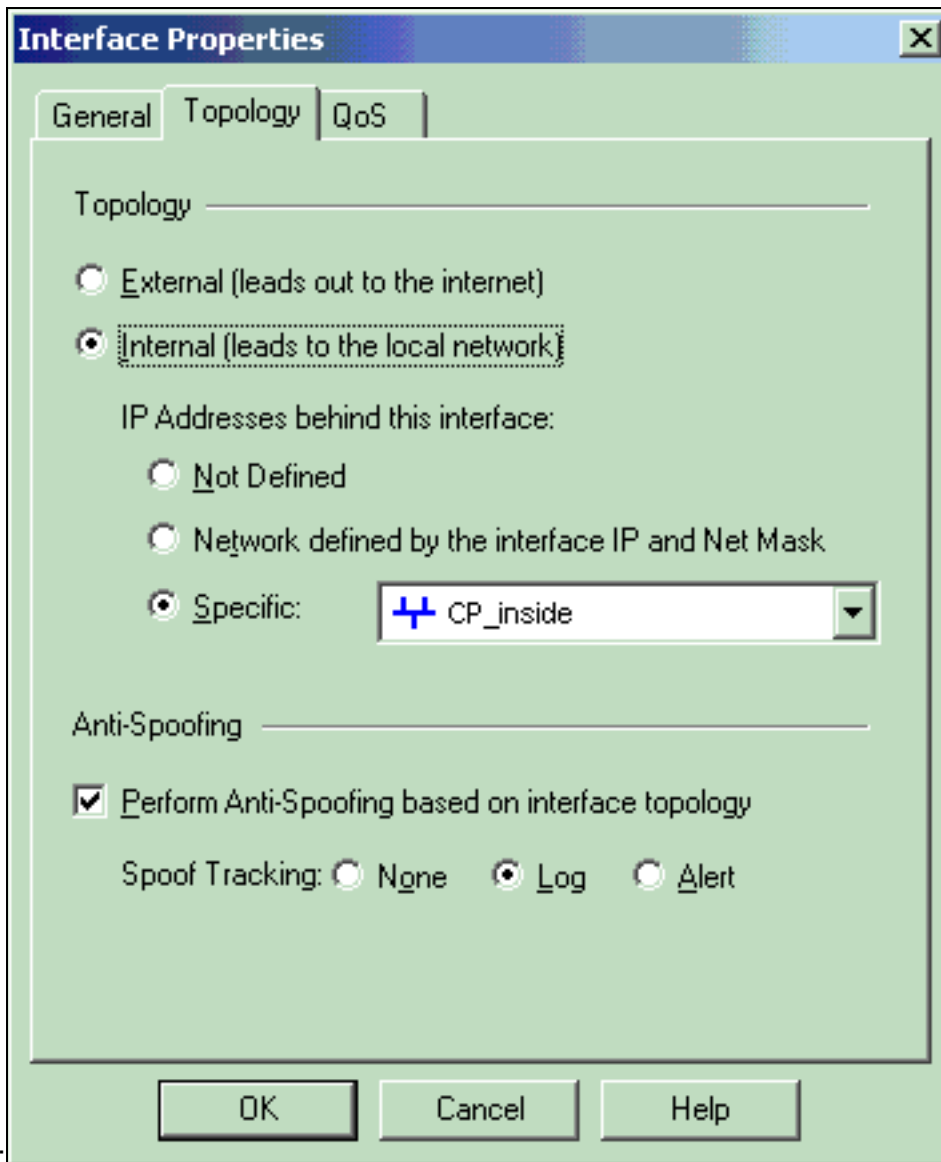 Interface Properties
General Topology QoS
Topology
External (leads out to the internet)
Internal (leads to the local network)
IP Addresses behind this interface:
Not Defined
Network defined by the interface IP and Net Mask
Specific: CP_inside
Anti-Spoofing
Perform Anti-Spoofing based on interface topology
Spoof Tracking: None Log Alert
OK Cancel Help